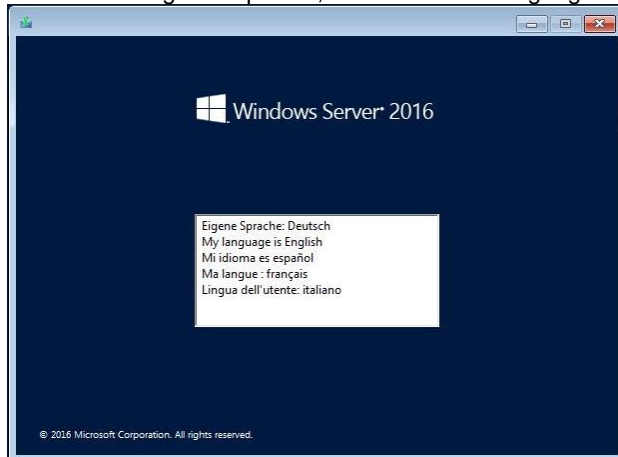 Windows Server 2016
Eigene Sprache: Deutsch
My language is English
Mi idioma es español
Ma langue : français
Lingua dell'utente: italiano
© 2016 Microsoft Corporation. All rights reserved.